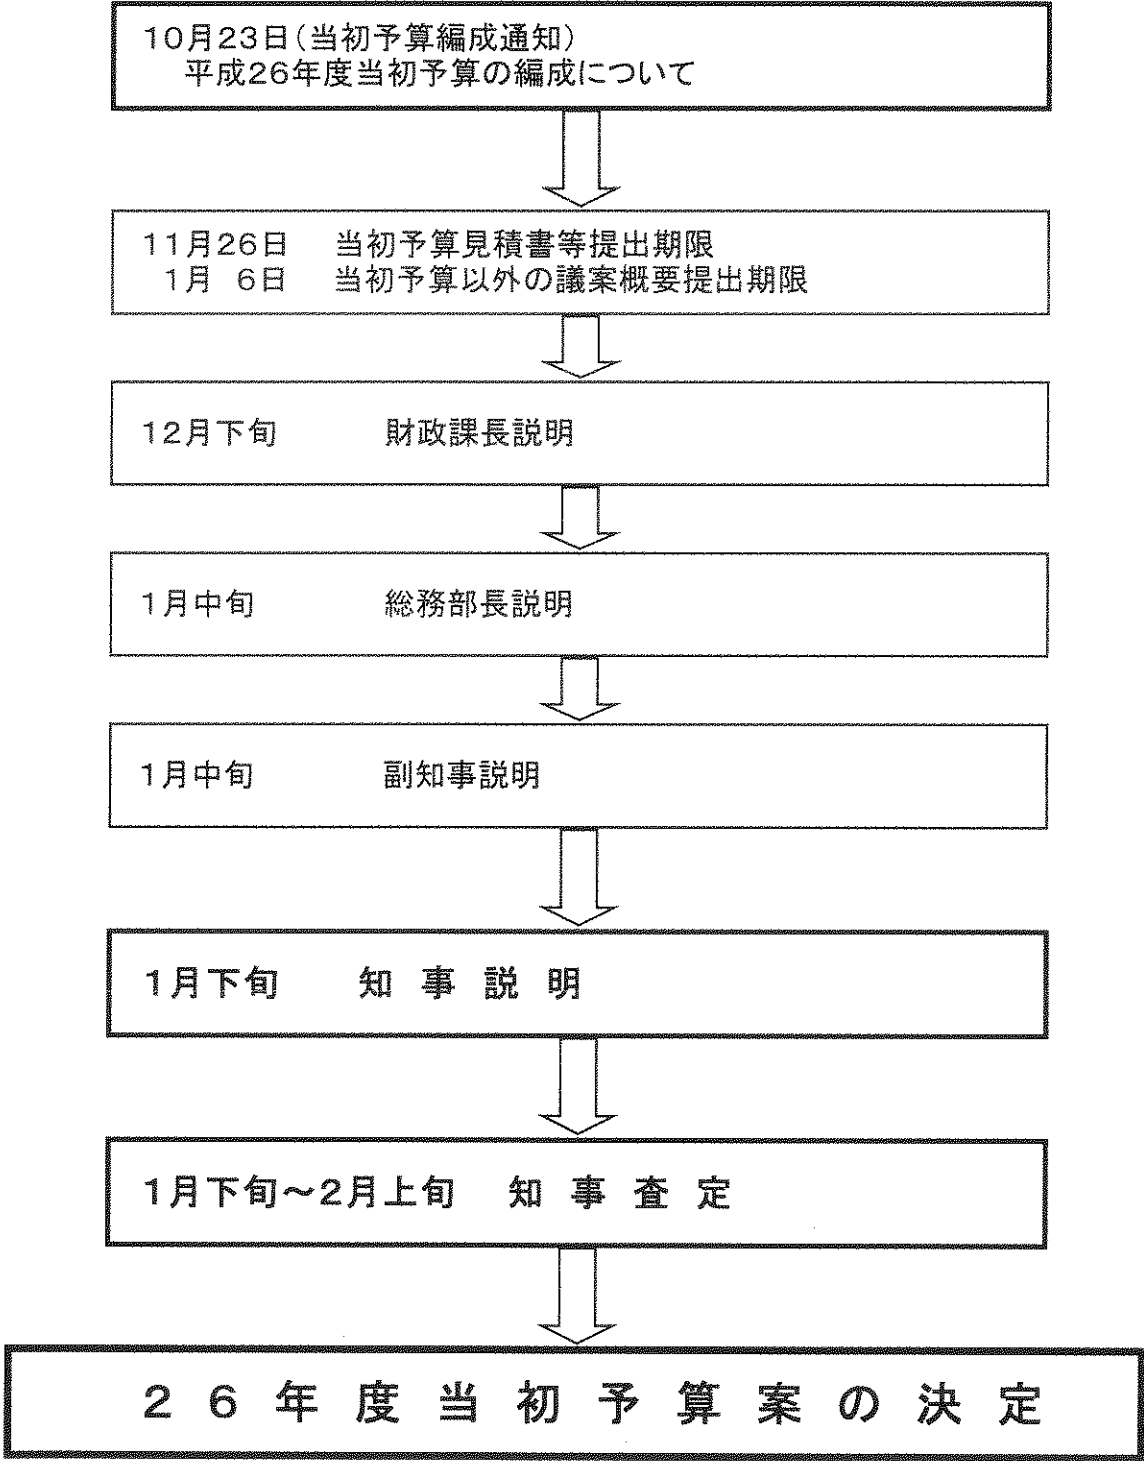 10月23日(当初予算編成通知)
平成26年度当初予算の編成について
11月26日　当初予算見積書等提出期限
1月　6日　当初予算以外の議案概要提出期限
12月下旬　財政課長説明
1月中旬　総務部長説明
1月中旬　副知事説明
1月下旬　知 事 説 明
1月下旬～2月上旬　知 事 査 定
2 6 年 度 当 初 予 算 案 の 決 定